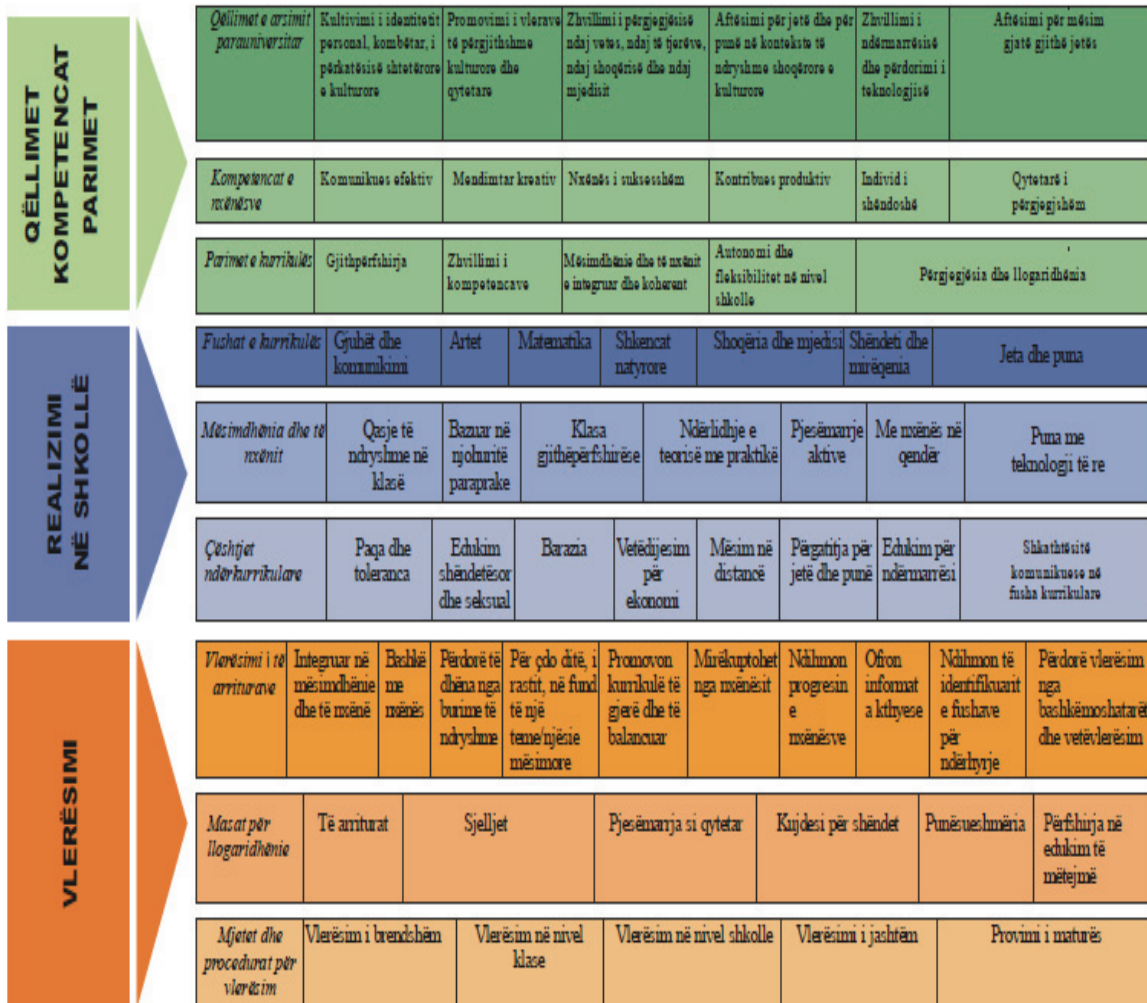 QËLLIMET
KOMPETENCAT
PARIMET
Qëllimet e arsimit
parauniversitar
Kultivimi i identitetit
personal, kombëtar, i
përkatësisë shtetërore
e kulturore
Promovimi i vlerave
të përgjithshme
kulturore dhe
qytetare
Zhvillimi i përgjegjësisë
ndaj vetes, ndaj të tjerëve,
ndaj shoqërisë dhe ndaj
mjedisit
Aftësimi për jetë dhe për
punë në kontekste të
ndryshme shoqërore e
kulturore
Zhvillimi i
ndërmarrësisë
dhe përdorimi i
teknologjisë
Aftësimi për mësim
gjatë gjithë jetës
Kompetencat e
nxënësve
Komunikues efektiv
Mendimtar kreativ
Nxënës i suksesshëm
Kontribues produktiv
Individ i
shëndoshë
Qytetarë i
përgjegjshëm
Parimet e kurrikulës
Gjithpërfshirja
Zhvillimi i
kompetencave
Mësimdhënie dhe të nxënit
e integruar dhe koherent
Autonomi dhe
fleksibilitet në nivel
shkolle
Përgjegjësia dhe llogaridhënia
REALIZIMI
NË SHKOLLË
Fushat e kurrikulës
Gjuhët dhe
komunikimi
Artet
Matematika
Shkencat
natyrore
Shoqëria dhe mjedisi
Shëndeti dhe
mirëqenia
Jeta dhe puna
Mësimdhënia dhe të
nxënit
Qasje të
ndryshme në
klasë
Bazuar në
njohuritë
paraprake
Klasa
gjithëpërfshirëse
Ndërlidhje e
teorisë me praktikë
Pjesëmarrje
aktive
Me nxënës në
qendër
Puna me
teknologji të re
Çështjet
ndërkurrikulare
Paqa dhe
toleranca
Edukim
shëndetësor
dhe seksual
Barazia
Vetëdijesim
për
ekonomi
Mësim në
distancë
Përgatitja për
jetë dhe punë
Edukim për
ndërmarrësi
Shkathtësitë
komunikuese në
fusha kurrikulare
VLERËSIMI
Vlerësimi i të
arriturave
Integruar në
mësimdhënie
dhe të nxënë
Bashkë
me
nxënës
Përdorë të
dhëna nga
burime të
ndryshme
Për çdo ditë, i
rastit, në fund
të një
teme/njësie
mësimore
Promovon
kurrikulë të
gjerë dhe të
balancuar
Mirëkuptohet
nga nxënësit
Ndihmon
progresin
e
nxënësve
Ofron
informat
a kthyese
Ndihmon të
identifikuarit
e fushave
për
ndërhyrje
Përdorë vlerësim
nga
bashkëmoshatarët
dhe vetëvlerësim
Masat për
llogaridhënie
Të arriturat
Sjelljet
Pjesëmarrja si qytetar
Kujdesi për shëndet
Punësueshmëria
Përfshirja në
edukim të
mëtejmë
Mjetet dhe
procedurat për
vlerësim
Vlerësim i brendshëm
Vlerësim në nivel
klase
Vlerësim në nivel shkolle
Vlerësimi i jashtëm
Provimi i maturës